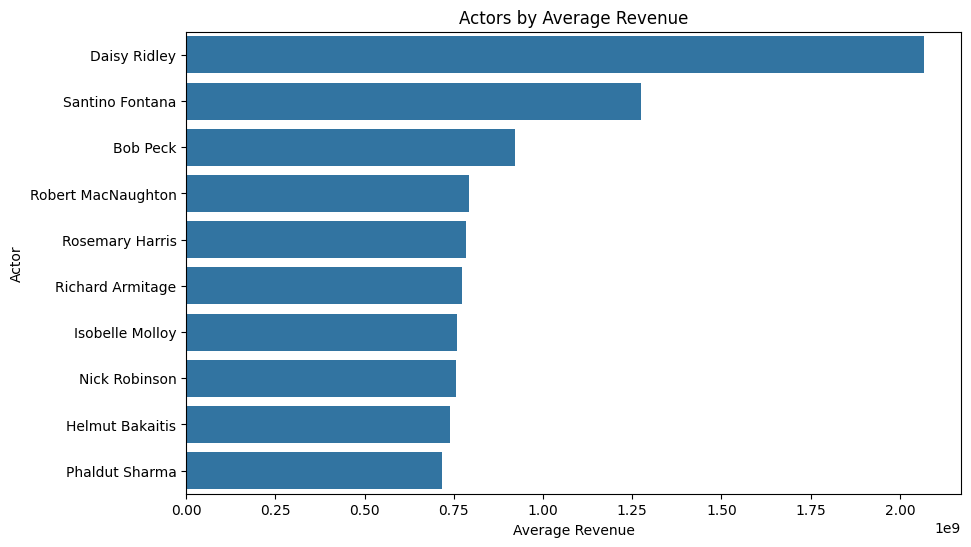 Actors by Average Revenue
Daisy Ridley
Santino Fontana
Bob Peck
Robert MacNaughton
Rosemary Harris
Richard Armitage
Isobelle Molloy
Nick Robinson
Helmut Bakaitis
Phaldut Sharma
Actor
0.00 0.25 0.50 0.75 1.00 1.25 1.50 1.75 2.00
1e9
Average Revenue